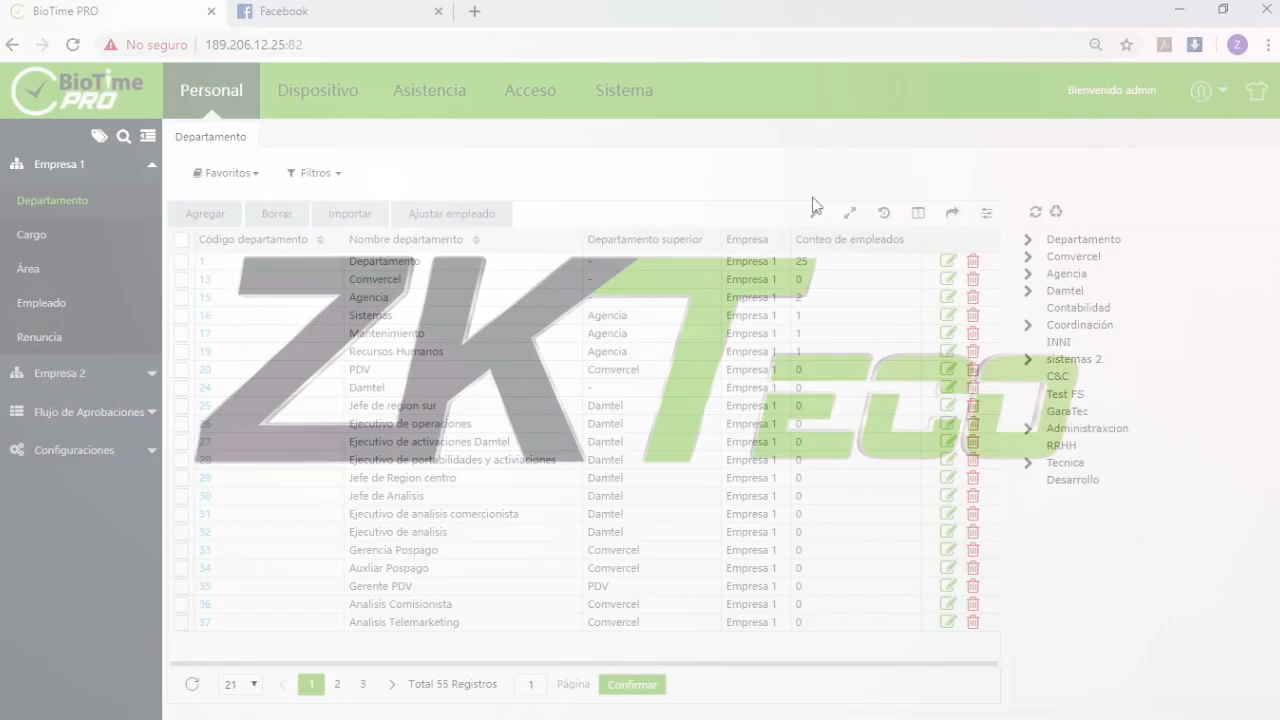 BioTime PRO
Facebook
No seguro
189.206.12.25:82
Z
BioTime
PRO
Personal
Dispositivo
Asistencia
Acceso
Sistema
Bienvenido admin
Departamento
Empresa 1
Departamento
Cargo
Área
Empleado
Renuncia
Empresa 2
Flujo de Aprobaciones
Configuraciones
Favoritos
Filtros
Agregar
Borrar
Importar
Ajustar empleado
Código departamento Nombre departamento Departamento superior Empresa Conteo de empleados
1 Departamento - Empresa 1 25
13 Comvercel - Empresa 1 0
15 Agencia - Empresa 1 2
16 Sistemas Agencia Empresa 1 1
17 Mantenimiento Agencia Empresa 1 1
19 Recursos Humanos Agencia Empresa 1 1
20 PDV Comvercel Empresa 1 0
24 Damtel - Empresa 1 0
25 Jefe de region sur Damtel Empresa 1 0
26 Ejecutivo de operaciones Damtel Empresa 1 0
27 Ejecutivo de activaciones Damtel Damtel Empresa 1 0
28 Ejecutivo de portabilidades y activiaciones Damtel Empresa 1 0
29 Jefe de Region centro Damtel Empresa 1 0
30 Jefe de Analisis Damtel Empresa 1 0
31 Ejecutivo de analisis comercionista Damtel Empresa 1 0
32 Ejecutivo de analisis Damtel Empresa 1 0
33 Gerencia Pospago Comvercel Empresa 1 0
34 Auxliar Pospago Comvercel Empresa 1 0
35 Gerente PDV PDV Empresa 1 0
36 Analisis Comisionista Comvercel Empresa 1 0
37 Analisis Telemarketing Comvercel Empresa 1 0
21
1 2 3
Total 55 Registros
1
Página
Confirmar
Departamento
Comvercel
Agencia
Damtel
Contabilidad
Coordinación
INNI
sistemas 2
C&C
Test FS
GaraTec
Administraxcion
RRHH
Tecnica
Desarrollo
ZKTeco